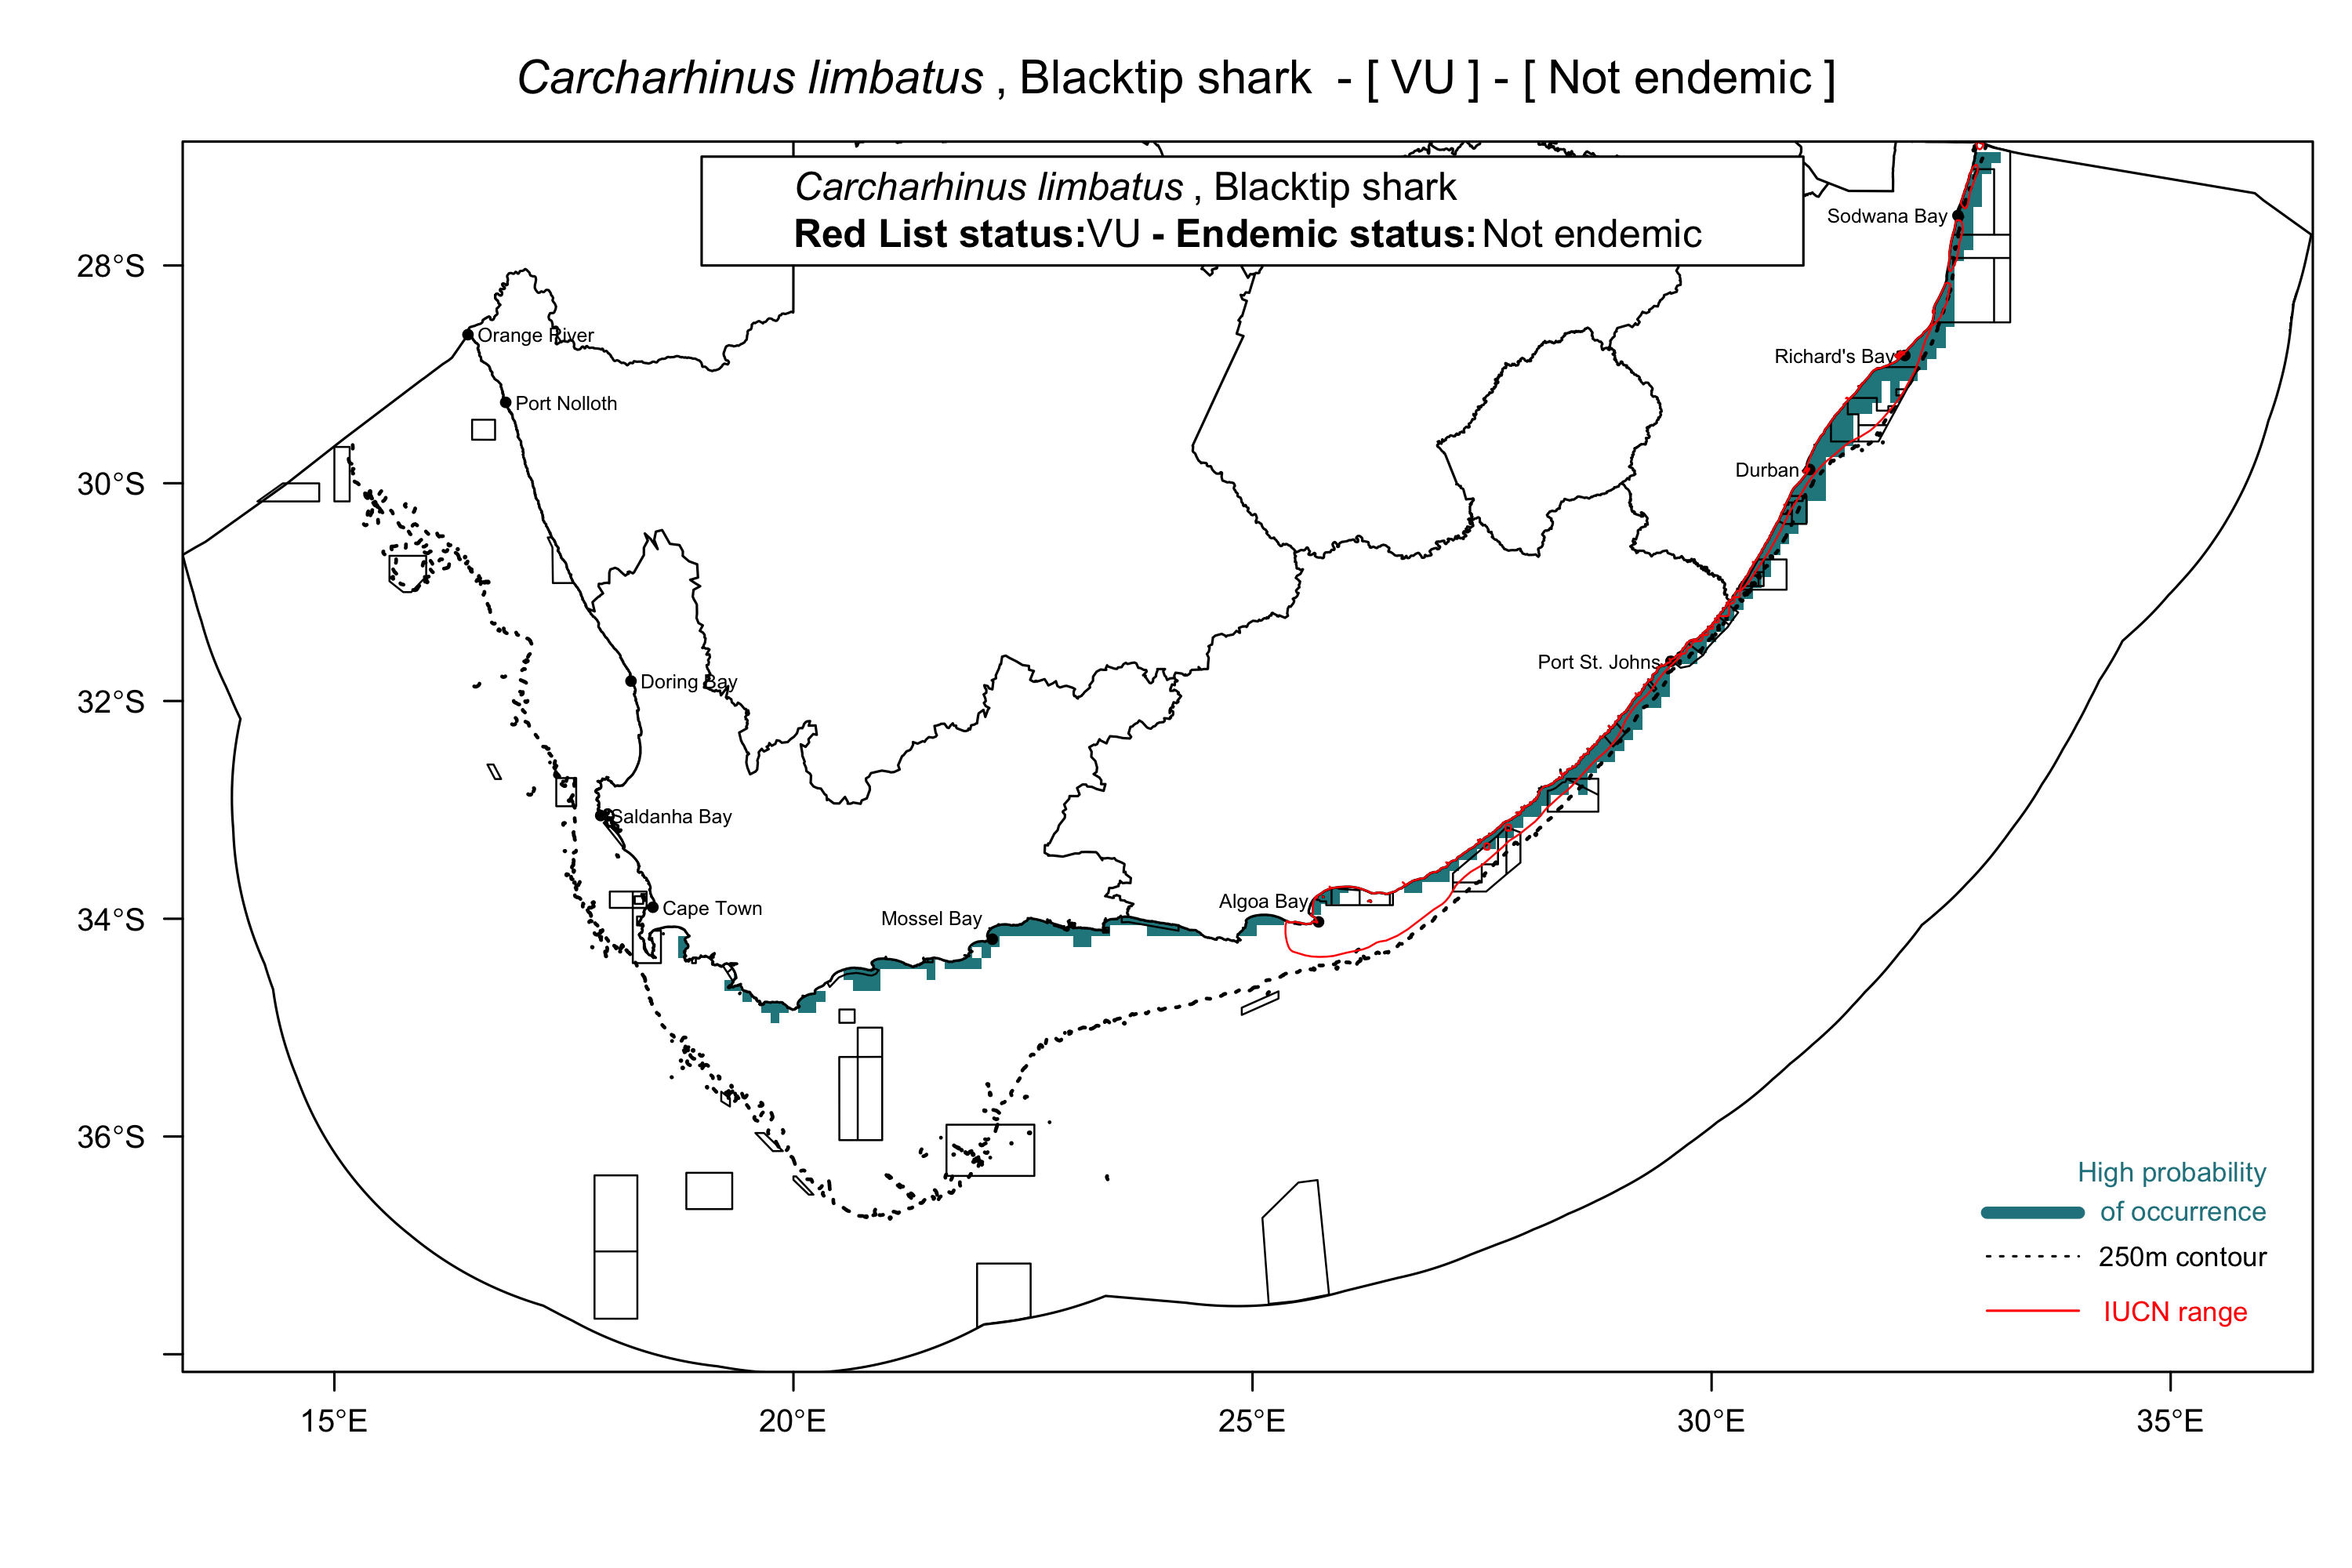 Carcharhinus limbatus , Blacktip shark - [ VU ] - [ Not endemic ]
Carcharhinus limbatus , Blacktip shark
Red List status:VU - Endemic status: Not endemic
Sodwana Bay
28°S
Orange River
Richard's Bay
Port Nolloth
Durban
30°S
Port St. Johns
Doring Bay
32°S
Saldanha Bay
Algoa Bay
Cape Town
Mossel Bay
34°S
36°S
High probability
of occurrence
250m contour
IUCN range
15°E
20°E
25°E
30°E
35°E